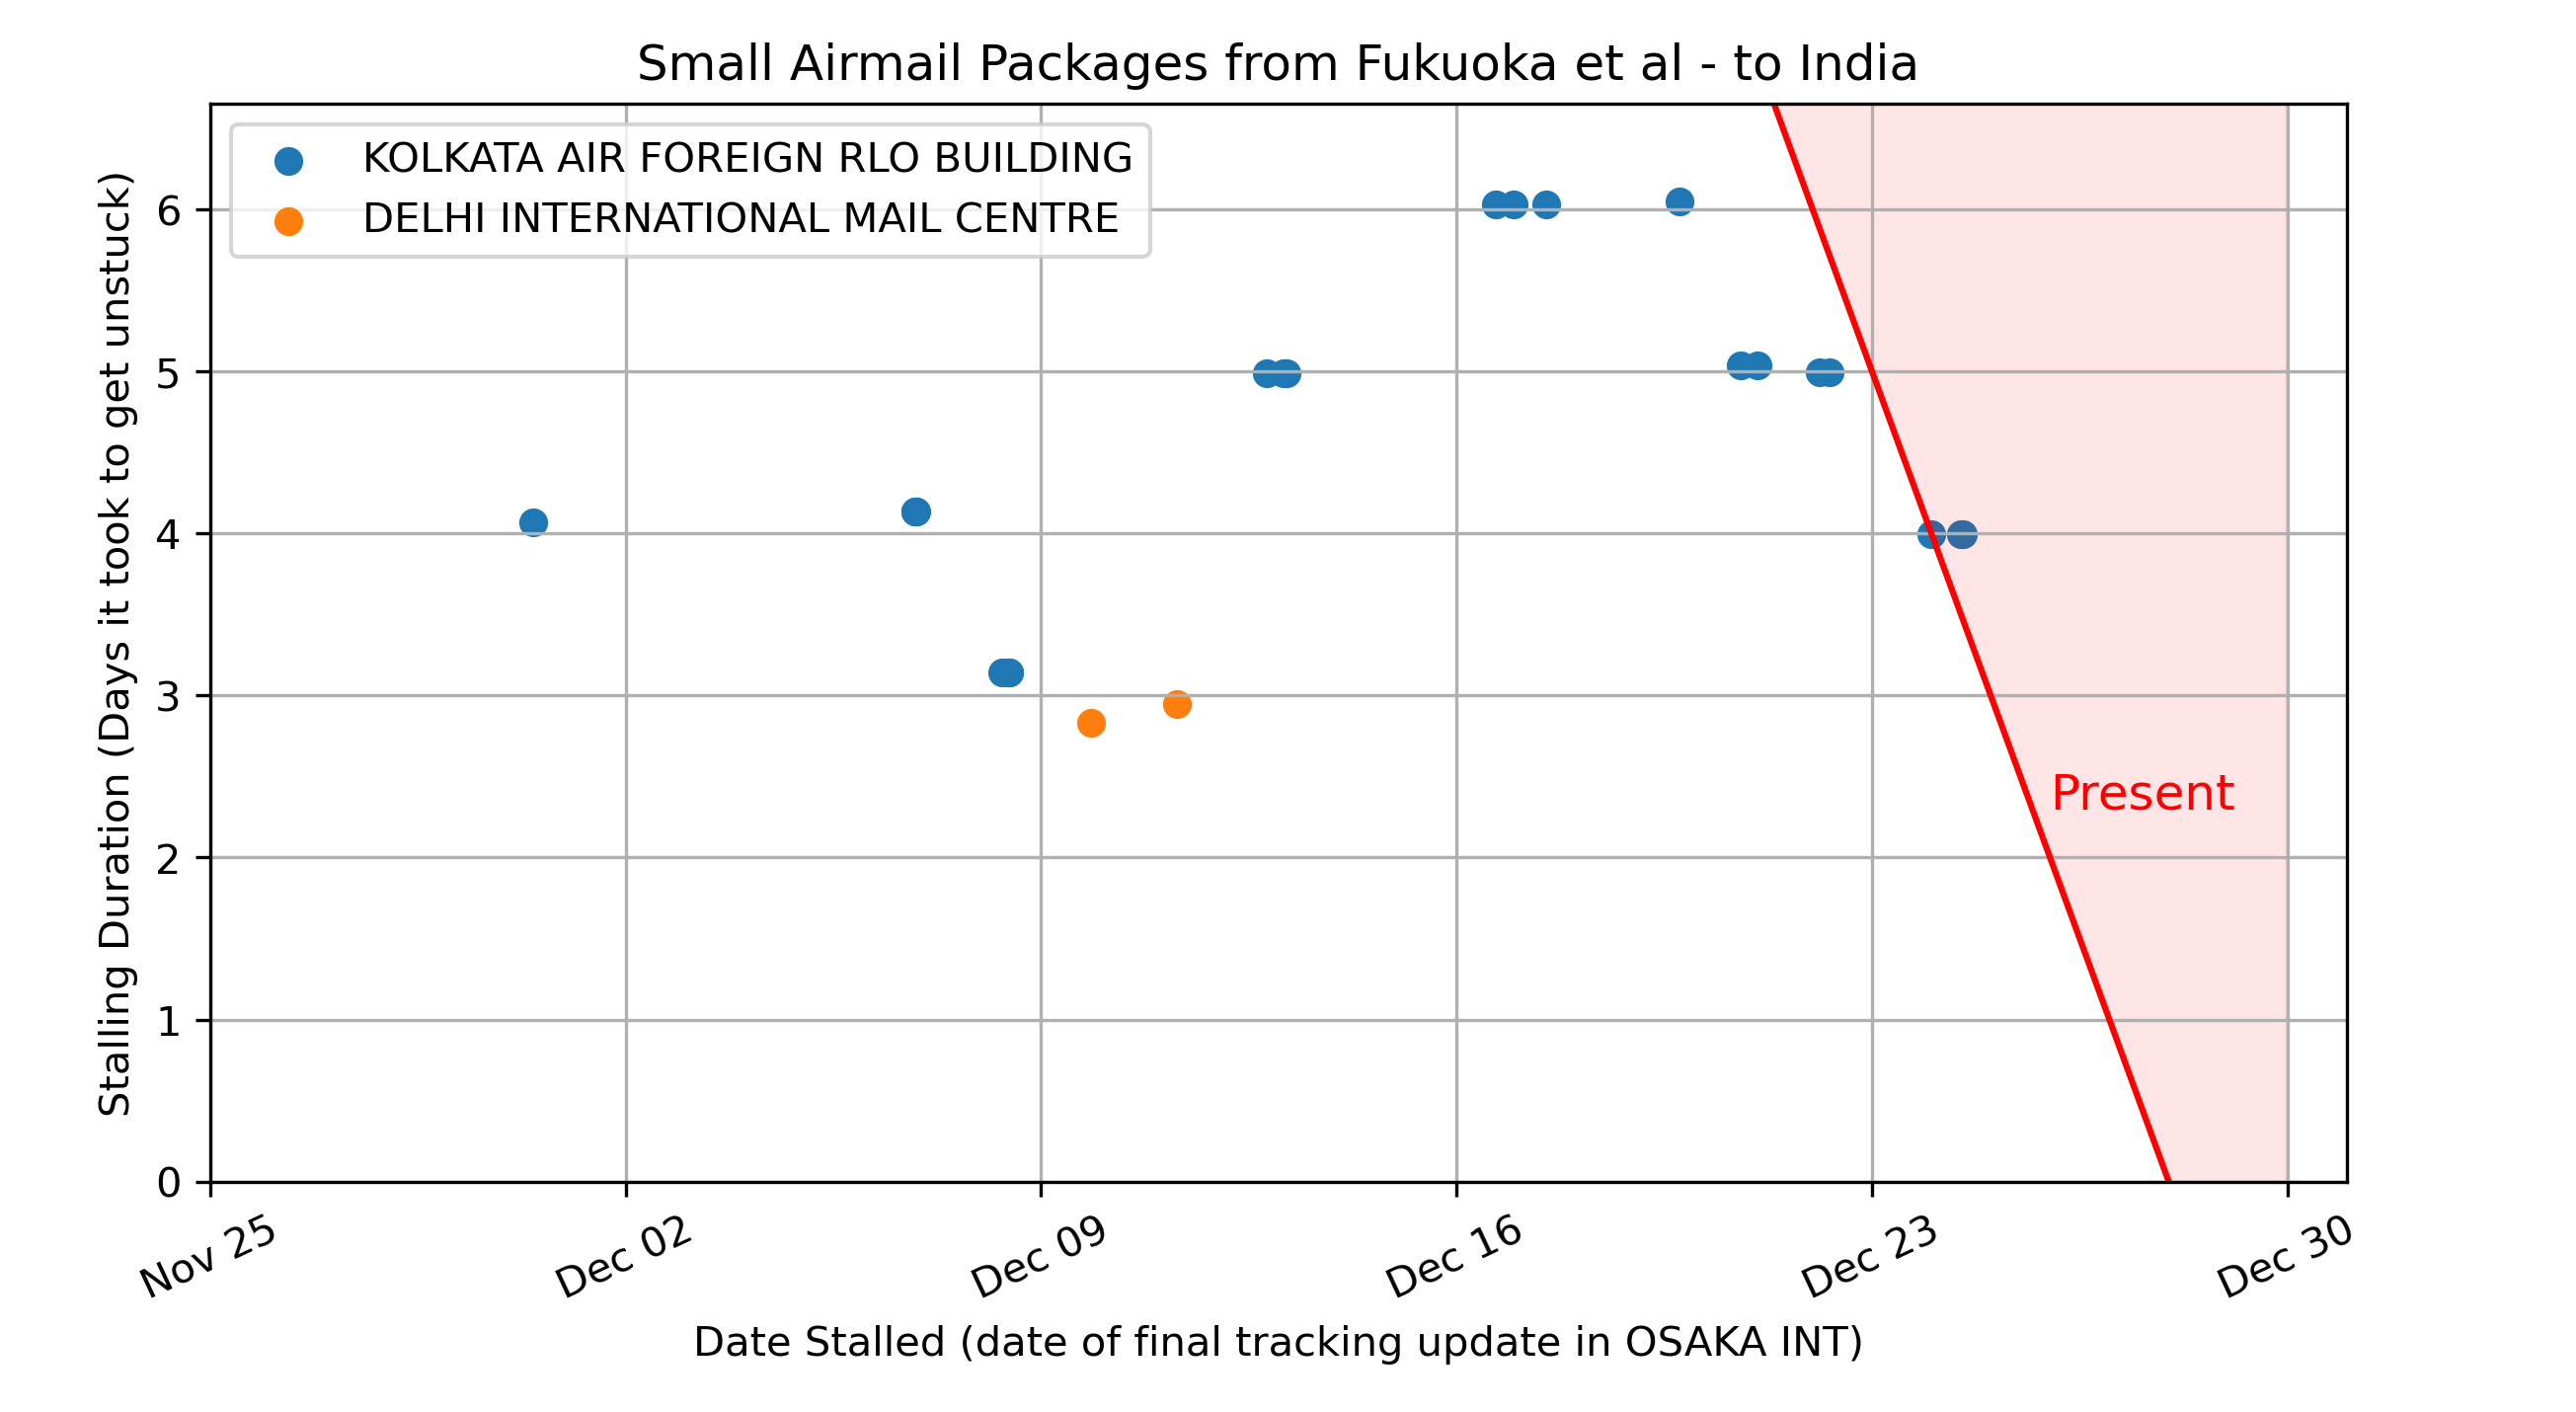 Small Airmail Packages from Fukuoka et al - to India
KOLKATA AIR FOREIGN RLO BUILDING
DELHI INTERNATIONAL MAIL CENTRE
Stalling Duration (Days it took to get unstuck)
6
5
4
3
2
1
0
Present
Nov 25
Dec 02
Dec 09
Dec 16
Dec 23
Dec 30
Date Stalled (date of final tracking update in OSAKA INT)